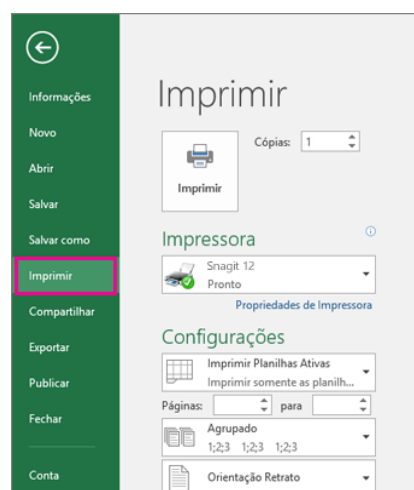 Informações
Novo
Abrir
Salvar
Salvar como
Imprimir
Compartilhar
Exportar
Publicar
Fechar
Conta
Imprimir
Imprimir
Cópias: 1
Impressora
Snagit 12
Pronto
Propriedades de Impressora
Configurações
Imprimir Planilhas Ativas
Imprimir somente as planilh...
Páginas: para
Agrupado
1;2;3 1;2;3 1;2;3
Orientação Retrato